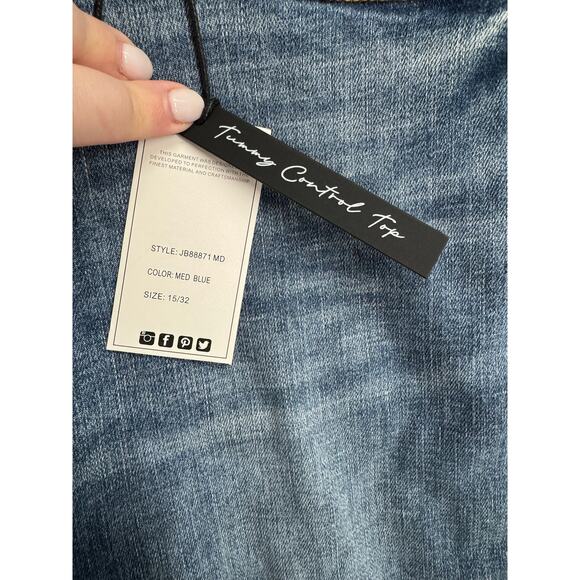 Tummy Control Top
THIS GARMENT WAS DESIGNED
DEVELOPED TO PERFECTION WITH THE
FINEST MATERIAL AND CRAFTSMANSHIP
STYLE: JB88871 MD
COLOR: MED BLUE
SIZE: 15/32